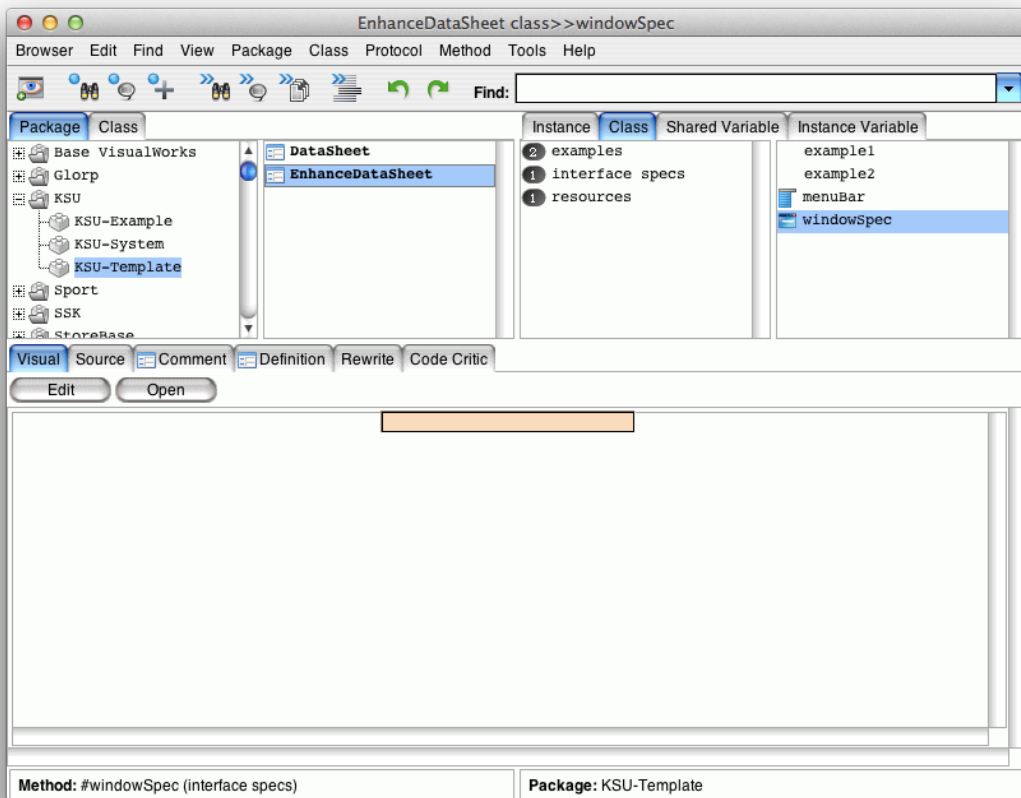 EnhanceDataSheet class>>windowSpec
Browser Edit Find View Package Class Protocol Method Tools Help
Find:
Package Class
Instance Class Shared Variable Instance Variable
Base VisualWorks
Glorp
KSU
KSU-Example
KSU-System
KSU-Template
Sport
SSK
StoreBase
DataSheet
EnhanceDataSheet
2 examples
1 interface specs
1 resources
example1
example2
menuBar
windowSpec
Visual Source Comment Definition Rewrite Code Critic
Edit Open
Method: #windowSpec (interface specs)
Package: KSU-Template